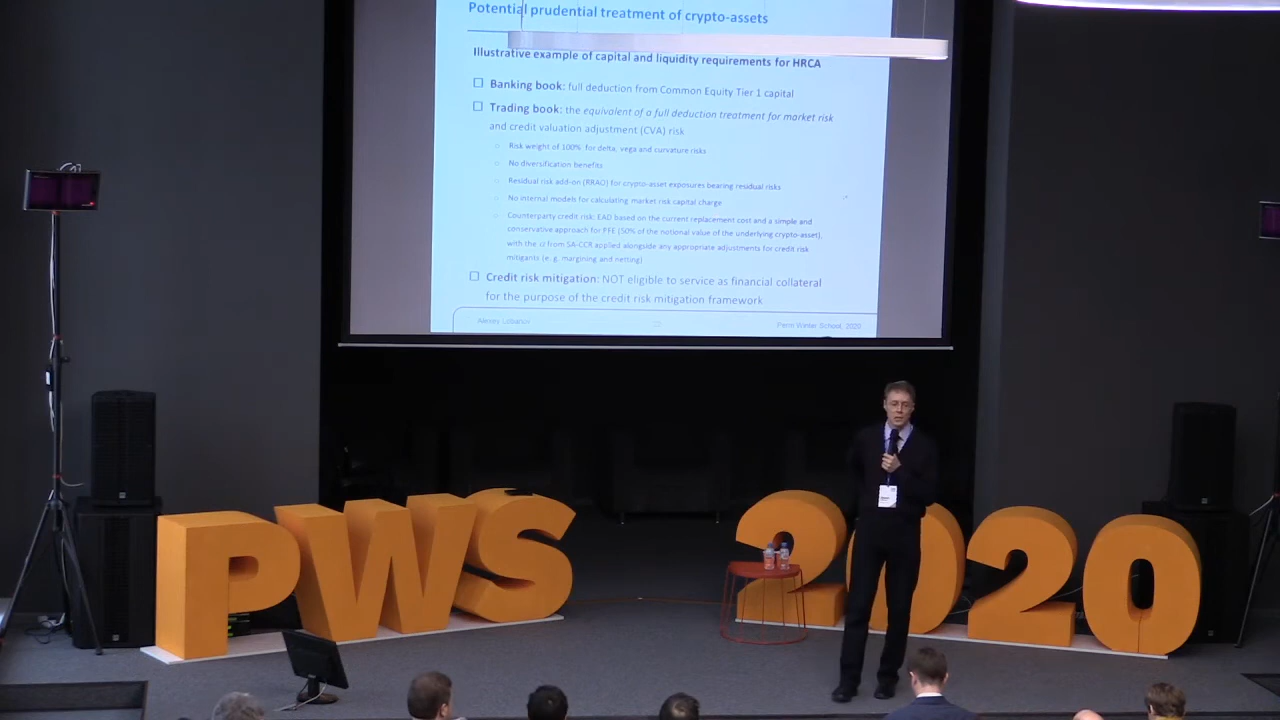 Potential prudential treatment of crypto-assets
Illustrative example of capital and liquidity requirements for HRCA
Banking book: full deduction from Common Equity Tier 1 capital
Trading book: the equivalent of a full deduction treatment for market risk
and credit valuation adjustment (CVA) risk
Risk weight of 100% for delta, vega and curvature risks
No diversification benefits
Residual risk add-on (RRAO) for crypto-asset exposures bearing residual risks
No internal models for calculating market risk capital charge
Counterparty credit risk: EAD based on the current replacement cost and a simple and
conservative approach for PFE (50% of the notional value of the underlying crypto-asset),
with the α from SA-CCR applied alongside any appropriate adjustments for credit risk
mitigants (e. g. margining and netting)
Credit risk mitigation: NOT eligible to service as financial collateral
for the purpose of the credit risk mitigation framework
Alexey Lobanov
Perm Winter School, 2020
PWS 2020